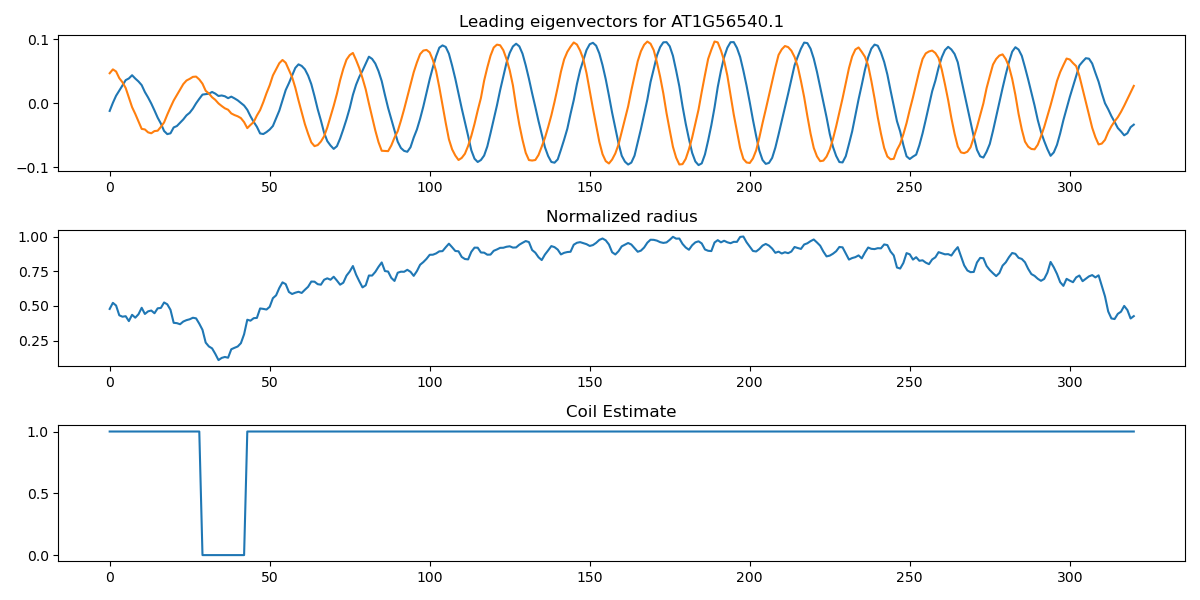 Leading eigenvectors for AT1G56540.1
0.1
0.0
−0.1
0 50 100 150 200 250 300
Normalized radius
1.00
0.75
0.50
0.25
0 50 100 150 200 250 300
Coil Estimate
1.0
0.5
0.0
0 50 100 150 200 250 300